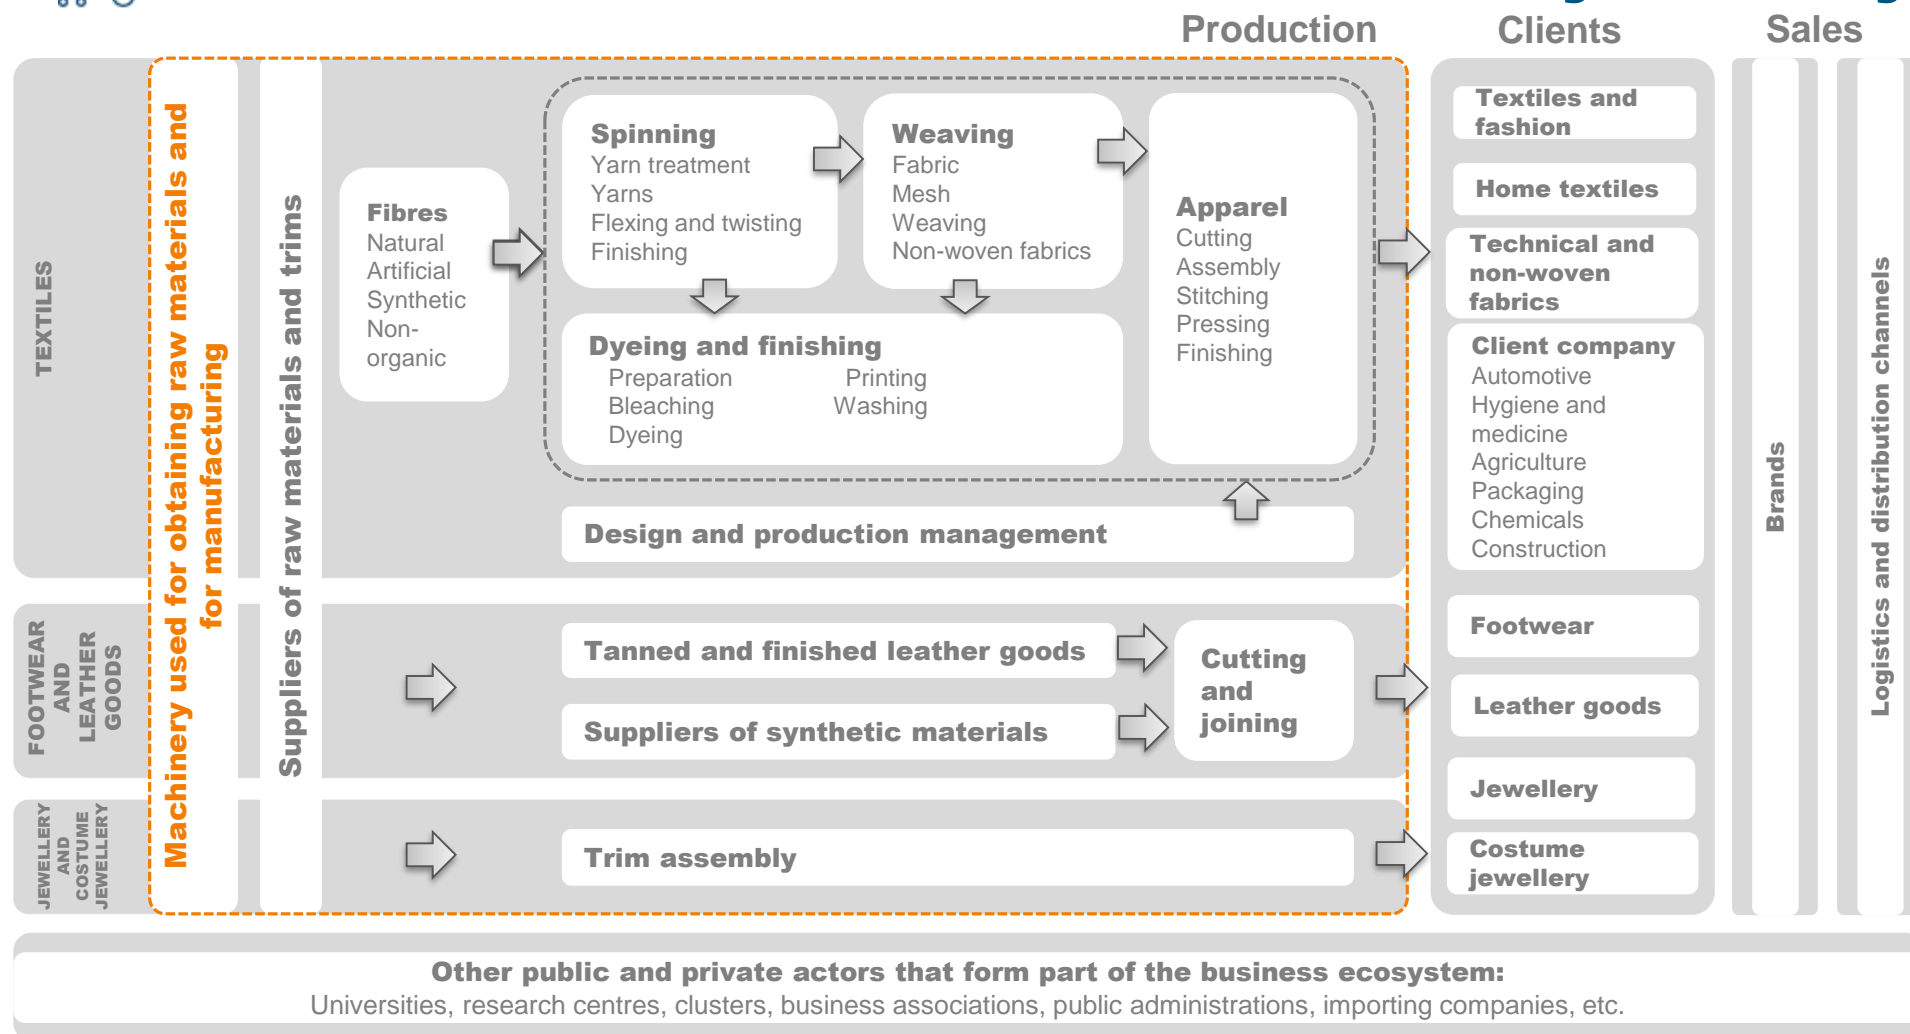 Production
Clients
Sales
TEXTILES
Machinery used for obtaining raw materials and
for manufacturing
Suppliers of raw materials and trims
Fibres
Natural
Artificial
Synthetic
Non-
organic
Spinning
Yarn treatment
Yarns
Flexing and twisting
Finishing
Weaving
Fabric
Mesh
Weaving
Non-woven fabrics
Dyeing and finishing
Preparation Printing
Bleaching Washing
Dyeing
Apparel
Cutting
Assembly
Stitching
Pressing
Finishing
Design and production management
Textiles and
fashion
Home textiles
Technical and
non-woven
fabrics
Client company
Automotive
Hygiene and
medicine
Agriculture
Packaging
Chemicals
Construction
Brands
Logistics and distribution channels
FOOTWEAR
AND
LEATHER
GOODS
Tanned and finished leather goods
Suppliers of synthetic materials
Cutting
and
joining
Footwear
Leather goods
JEWELLERY
AND
COSTUME
JEWELLERY
Trim assembly
Jewellery
Costume
jewellery
Other public and private actors that form part of the business ecosystem:
Universities, research centres, clusters, business associations, public administrations, importing companies, etc.